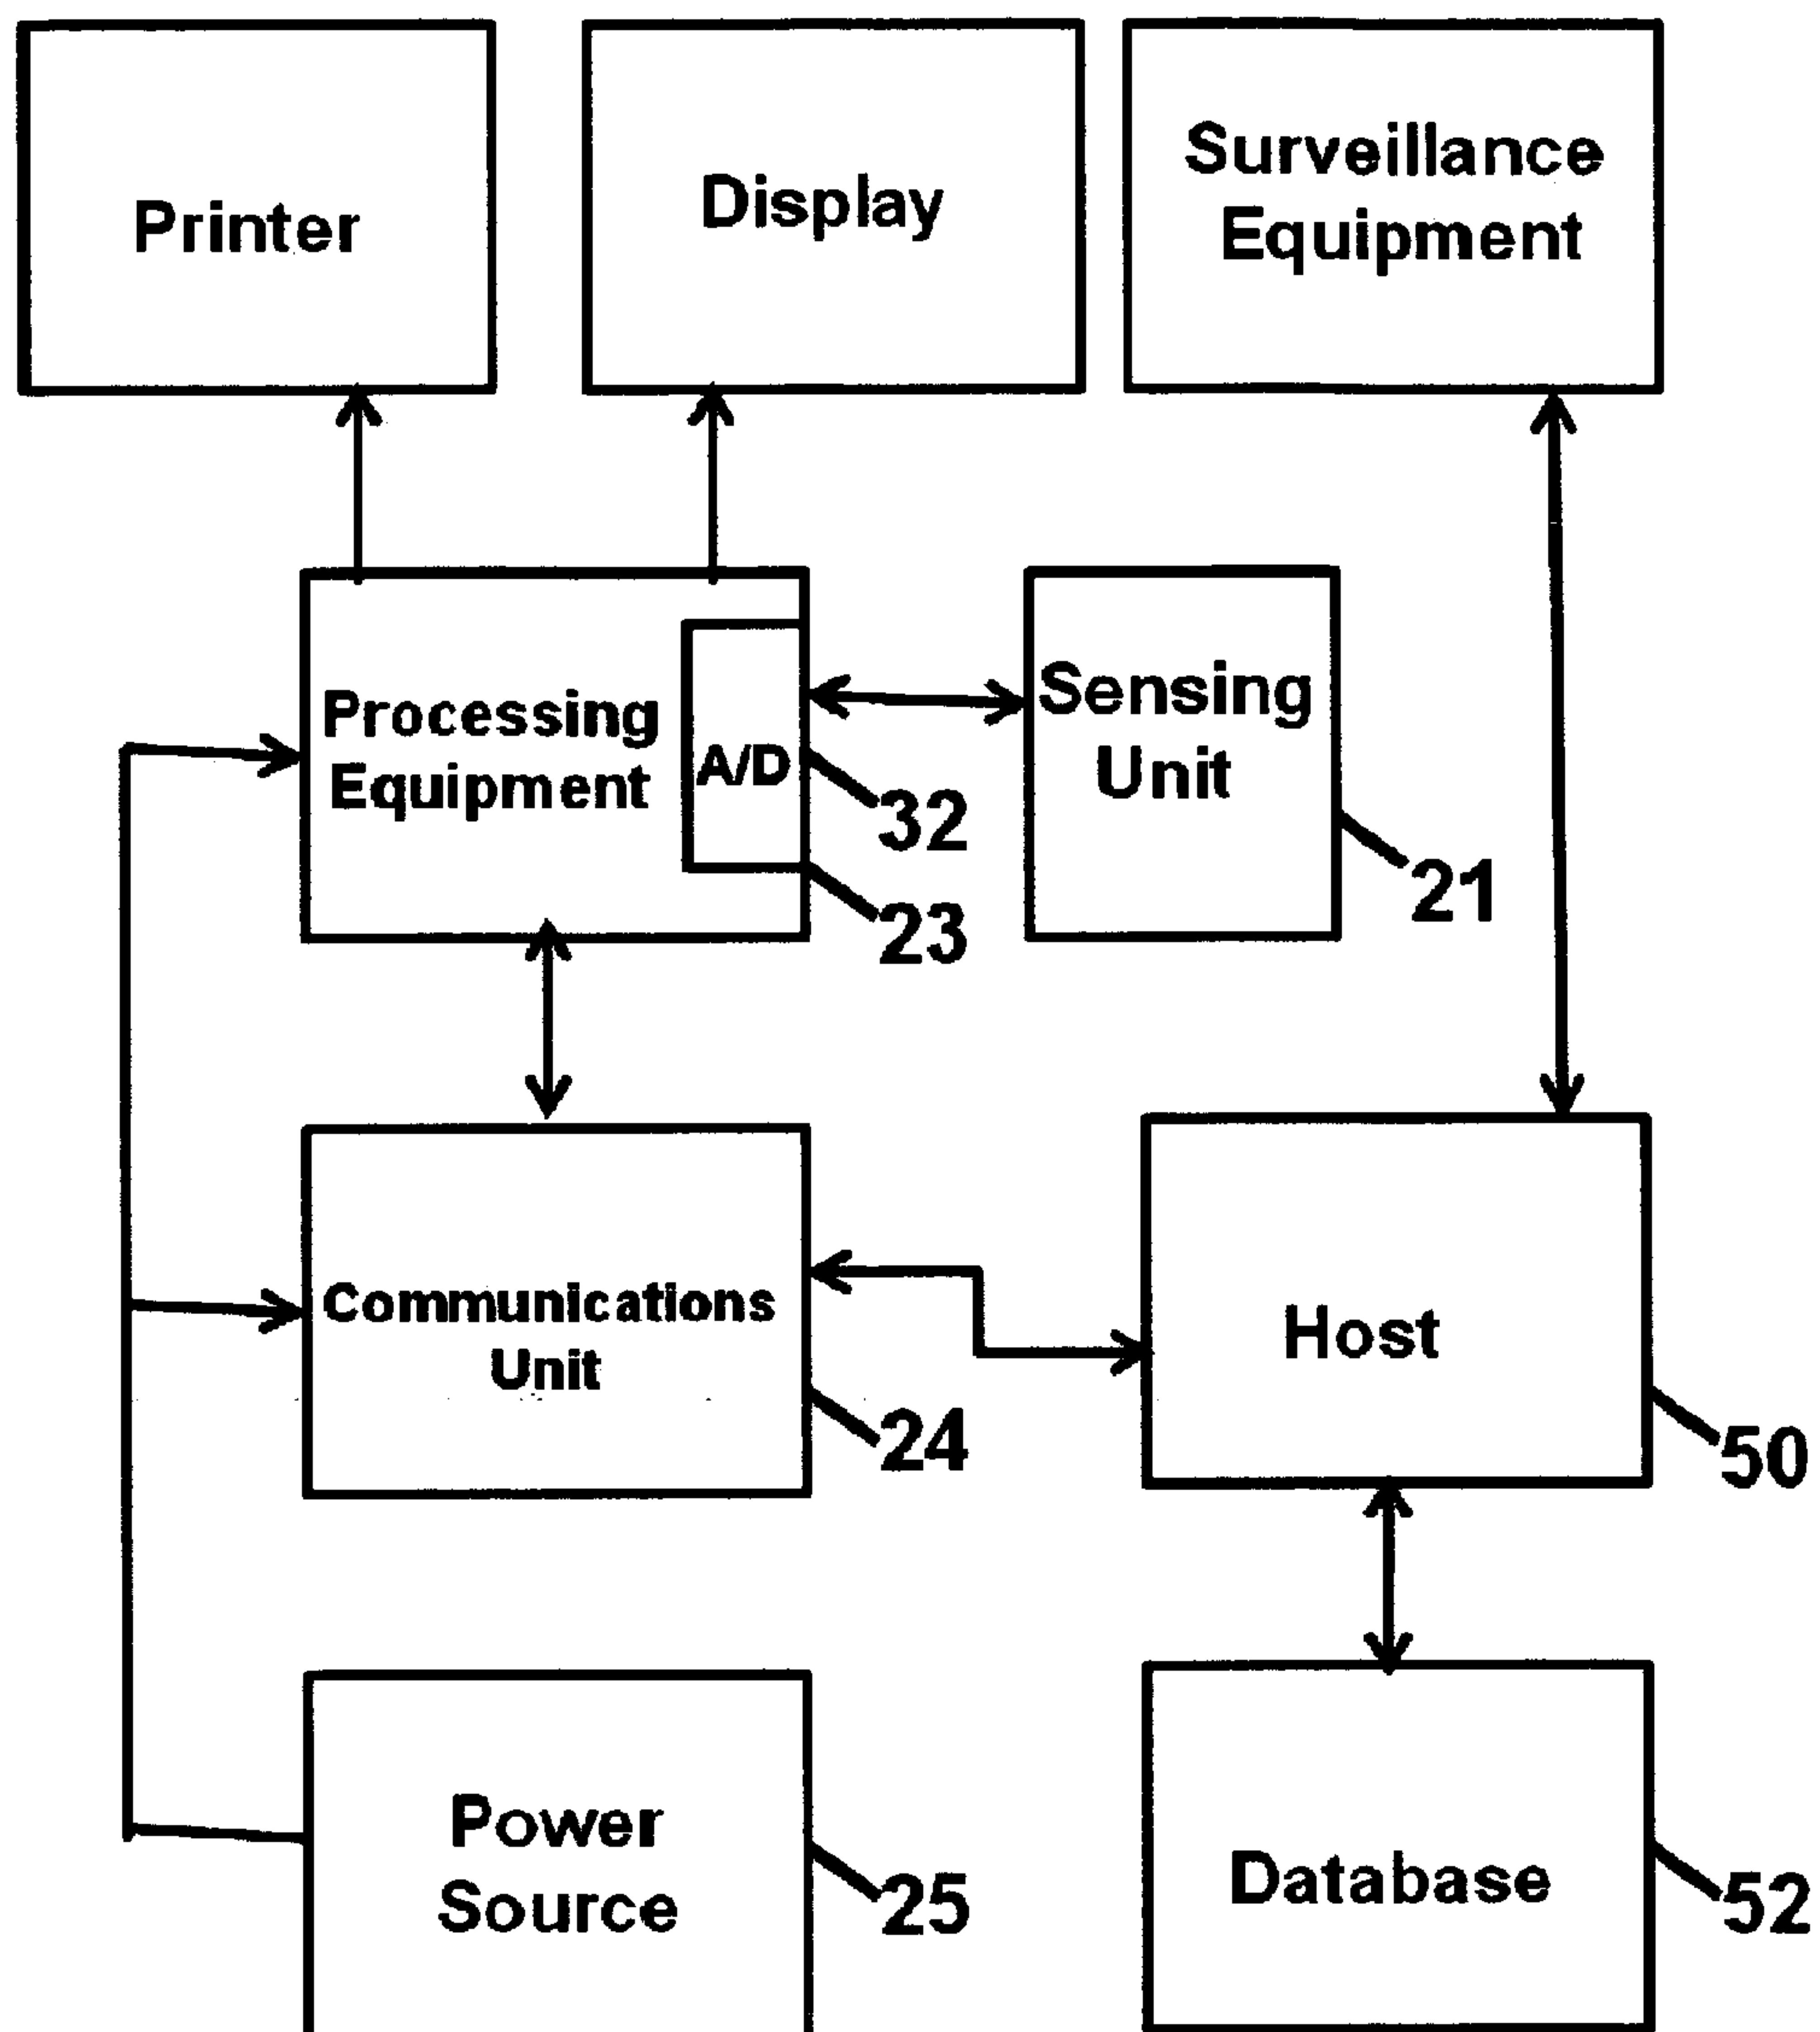 Printer
Display
Surveillance
Equipment
Processing
Equipment
A/D
32
23
Sensing
Unit
21
Communications
Unit
24
Host
50
Power
Source
25
Database
52